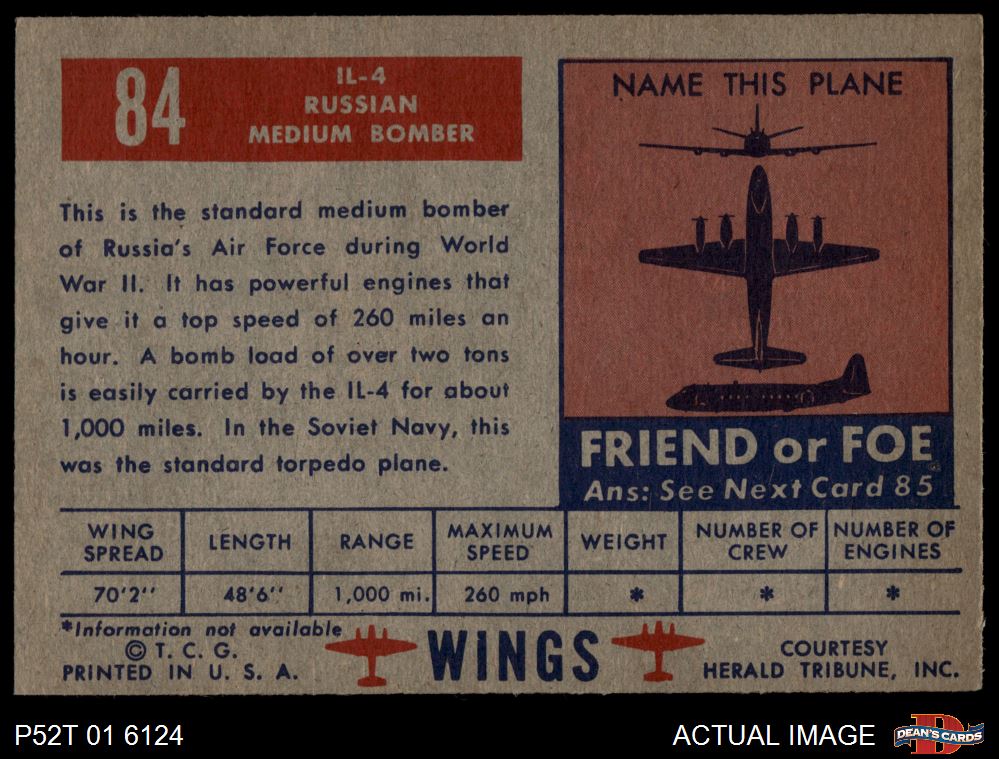 84
IL-4
RUSSIAN
MEDIUM BOMBER
This is the standard medium bomber
of Russia's Air Force during World
War II. It has powerful engines that
give it a top speed of 260 miles an
hour. A bomb load of over two tons
is easily carried by the IL-4 for about
1,000 miles. In the Soviet Navy, this
was the standard torpedo plane.
NAME THIS PLANE
FRIEND or FOE
Ans: See Next Card 85
WING SPREAD LENGTH RANGE MAXIMUM SPEED WEIGHT NUMBER OF CREW NUMBER OF ENGINES
70'2'' 48'6'' 1,000 mi. 260 mph * * *
*Information not available
© T. C. G.
PRINTED IN U. S. A.
WINGS
COURTESY
HERALD TRIBUNE, INC.
P52T 01 6124
ACTUAL IMAGE
D
DEAN'S CARDS